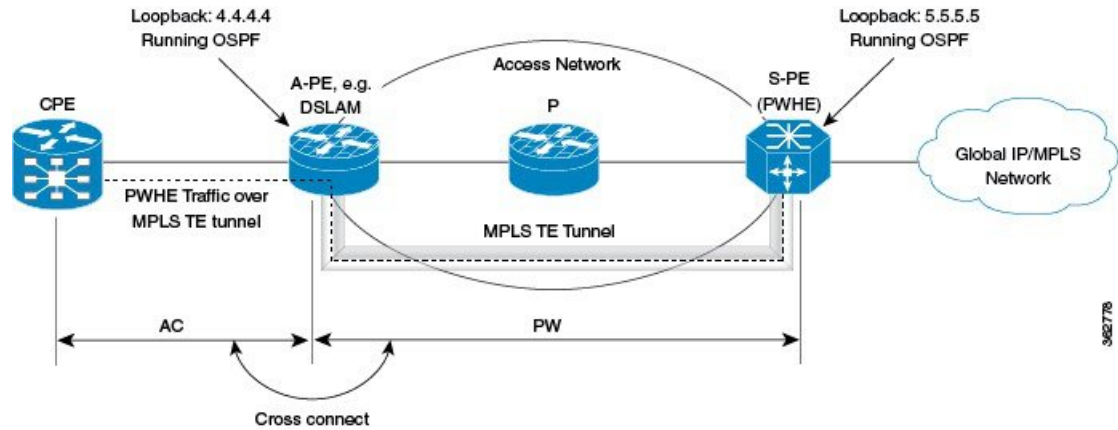 Loopback: 4.4.4.4
Running OSPF
Loopback: 5.5.5.5
Running OSPF
Access Network
A-PE, e.g.
DSLAM
S-PE
(PWHE)
CPE
P
Global IP/MPLS
Network
PWHE Traffic over
MPLS TE tunnel
MPLS TE Tunnel
AC
PW
Cross connect
362778